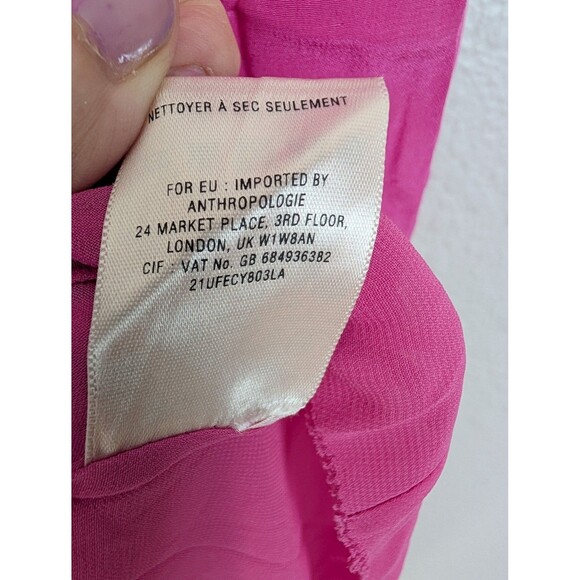 NETTOYER À SEC SEULEMENT
FOR EU : IMPORTED BY
ANTHROPOLOGIE
24 MARKET PLACE, 3RD FLOOR,
LONDON, UK W1W8AN
CIF : VAT No. GB 684936382
21UFECY803LA